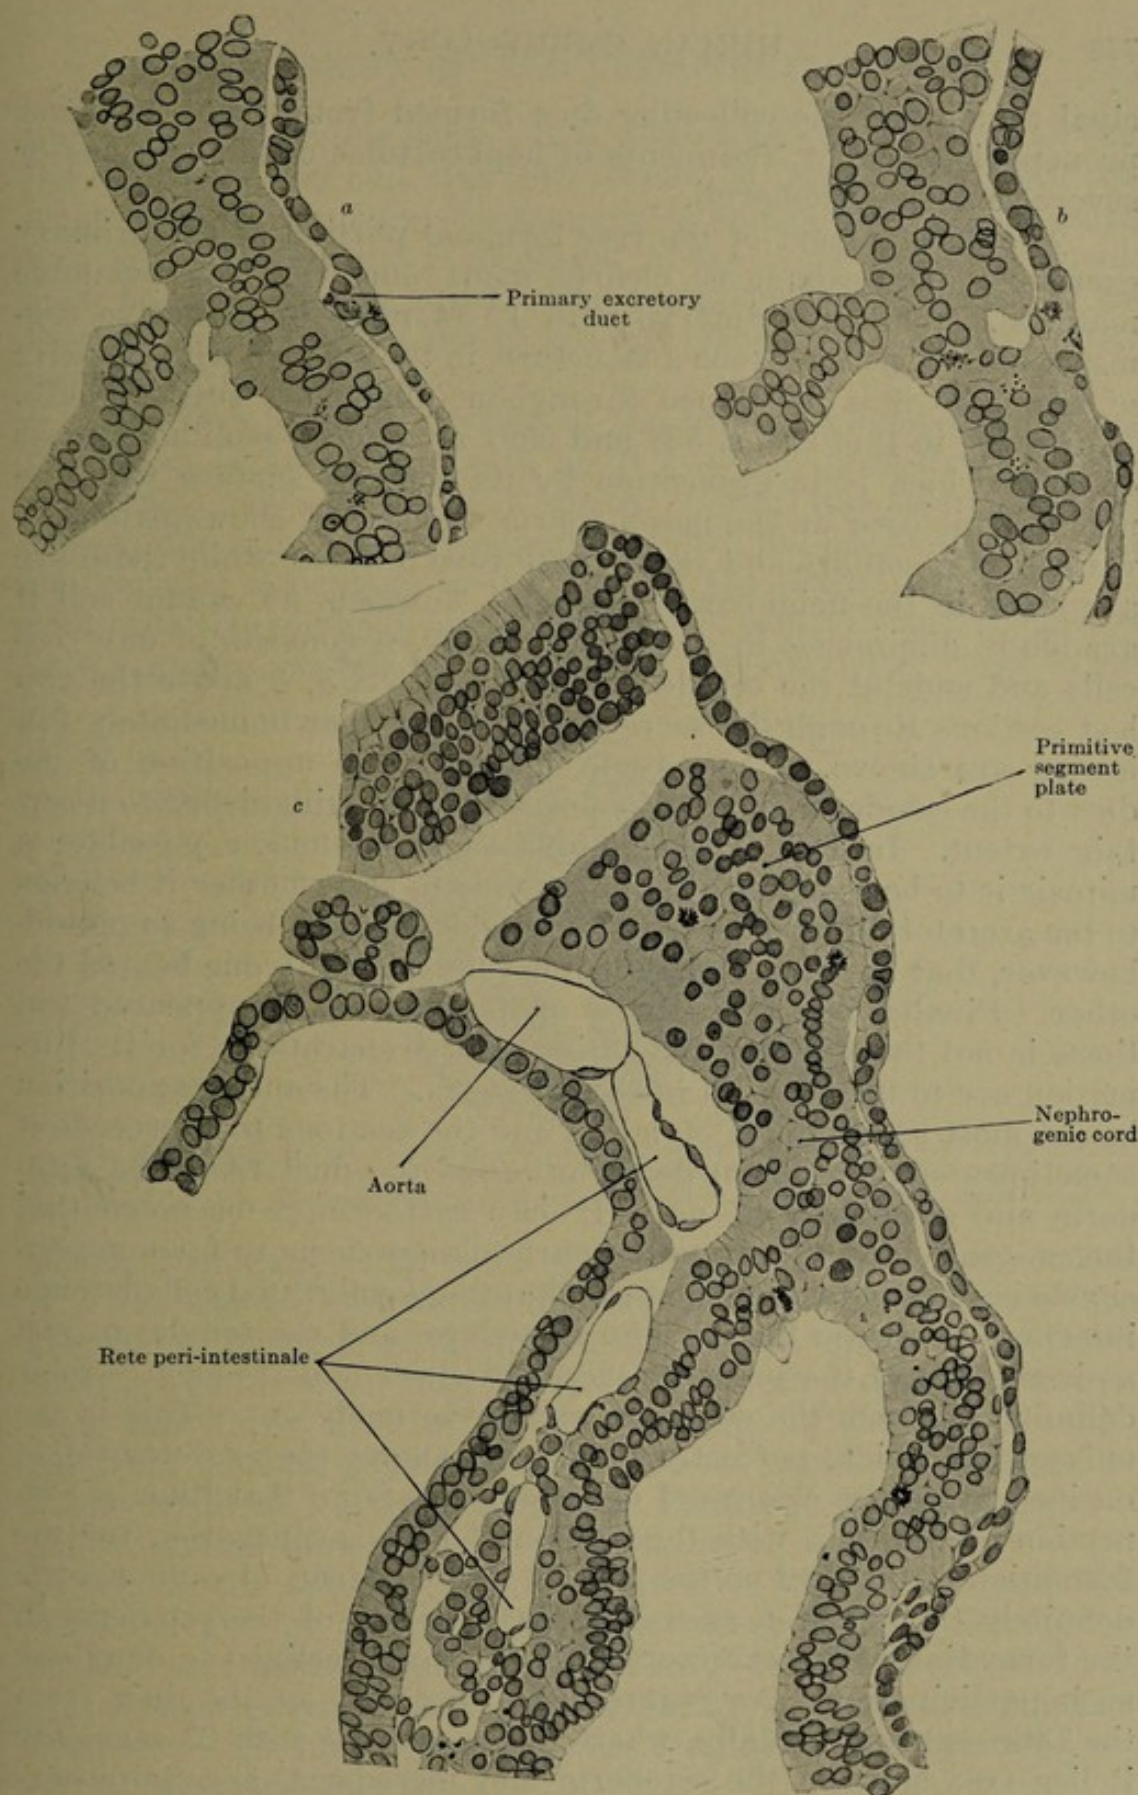 a
b
Primary excretory
duct
Primitive
segment
plate
c
Nephro-
genic cord
Aorta
Rete peri-intestinale